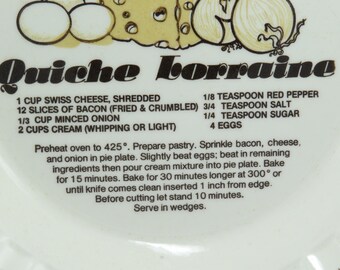 Quiche Lorraine
1 CUP SWISS CHEESE, SHREDDED
12 SLICES OF BACON (FRIED & CRUMBLED)
1/3 CUP MINCED ONION
2 CUPS CREAM (WHIPPING OR LIGHT)
1/8 TEASPOON RED PEPPER
3/4 TEASPOON SALT
1/4 TEASPOON SUGAR
4 EGGS
Preheat oven to 425°. Prepare pastry. Sprinkle bacon, cheese,
and onion in pie plate. Slightly beat eggs; beat in remaining
ingredients then pour cream mixture into pie plate. Bake
for 15 minutes. Bake for 30 minutes longer at 300° or
until knife comes clean inserted 1 inch from edge.
Before cutting let stand 10 minutes.
Serve in wedges.